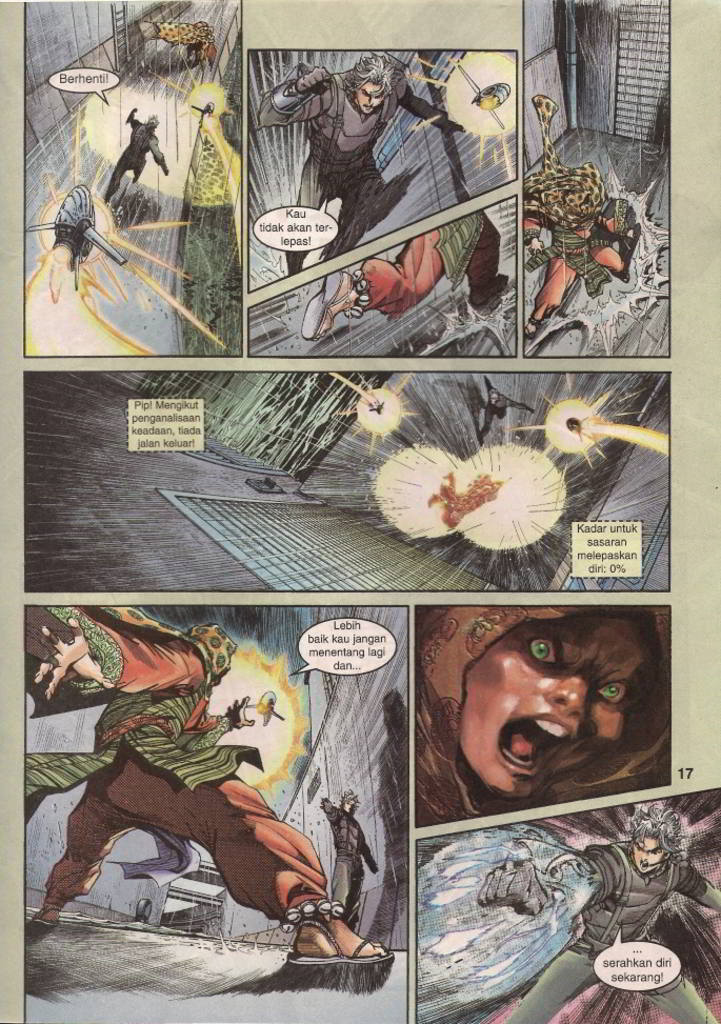 Berhenti!
Kau
tidak akan ter-
lepas!
Pip! Mengikut
penganalisaan
keadaan, tiada
jalan keluar!
Kadar untuk
sasaran
melepaskan
diri: 0%
Lebih
baik kau jangan
menentang lagi
dan...
17
...
serahkan diri
sekarang!